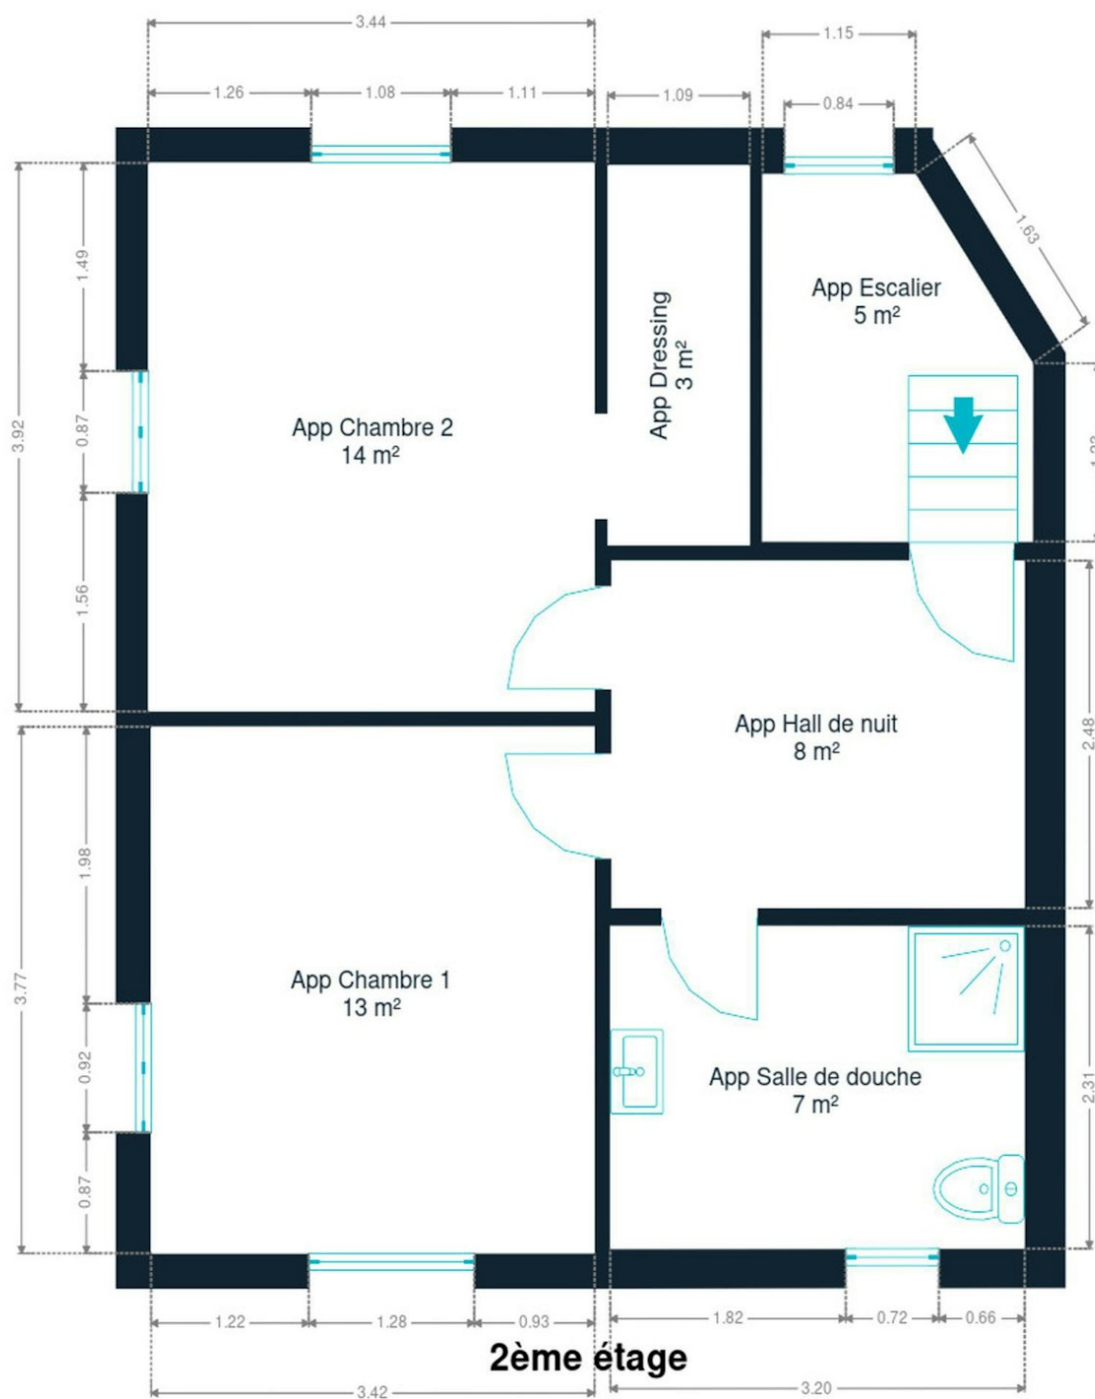 3.44
1.15
1.26
1.08
1.11
1.09
0.84
1.63
1.49
App Escalier
5 m²
App Dressing
3 m²
3.92
0.87
App Chambre 2
14 m²
1.56
App Hall de nuit
8 m²
2.48
1.98
3.77
App Chambre 1
13 m²
0.92
App Salle de douche
7 m²
2.31
0.87
1.22
1.28
0.93
1.82
0.72
0.66
2ème étage
3.42
3.20